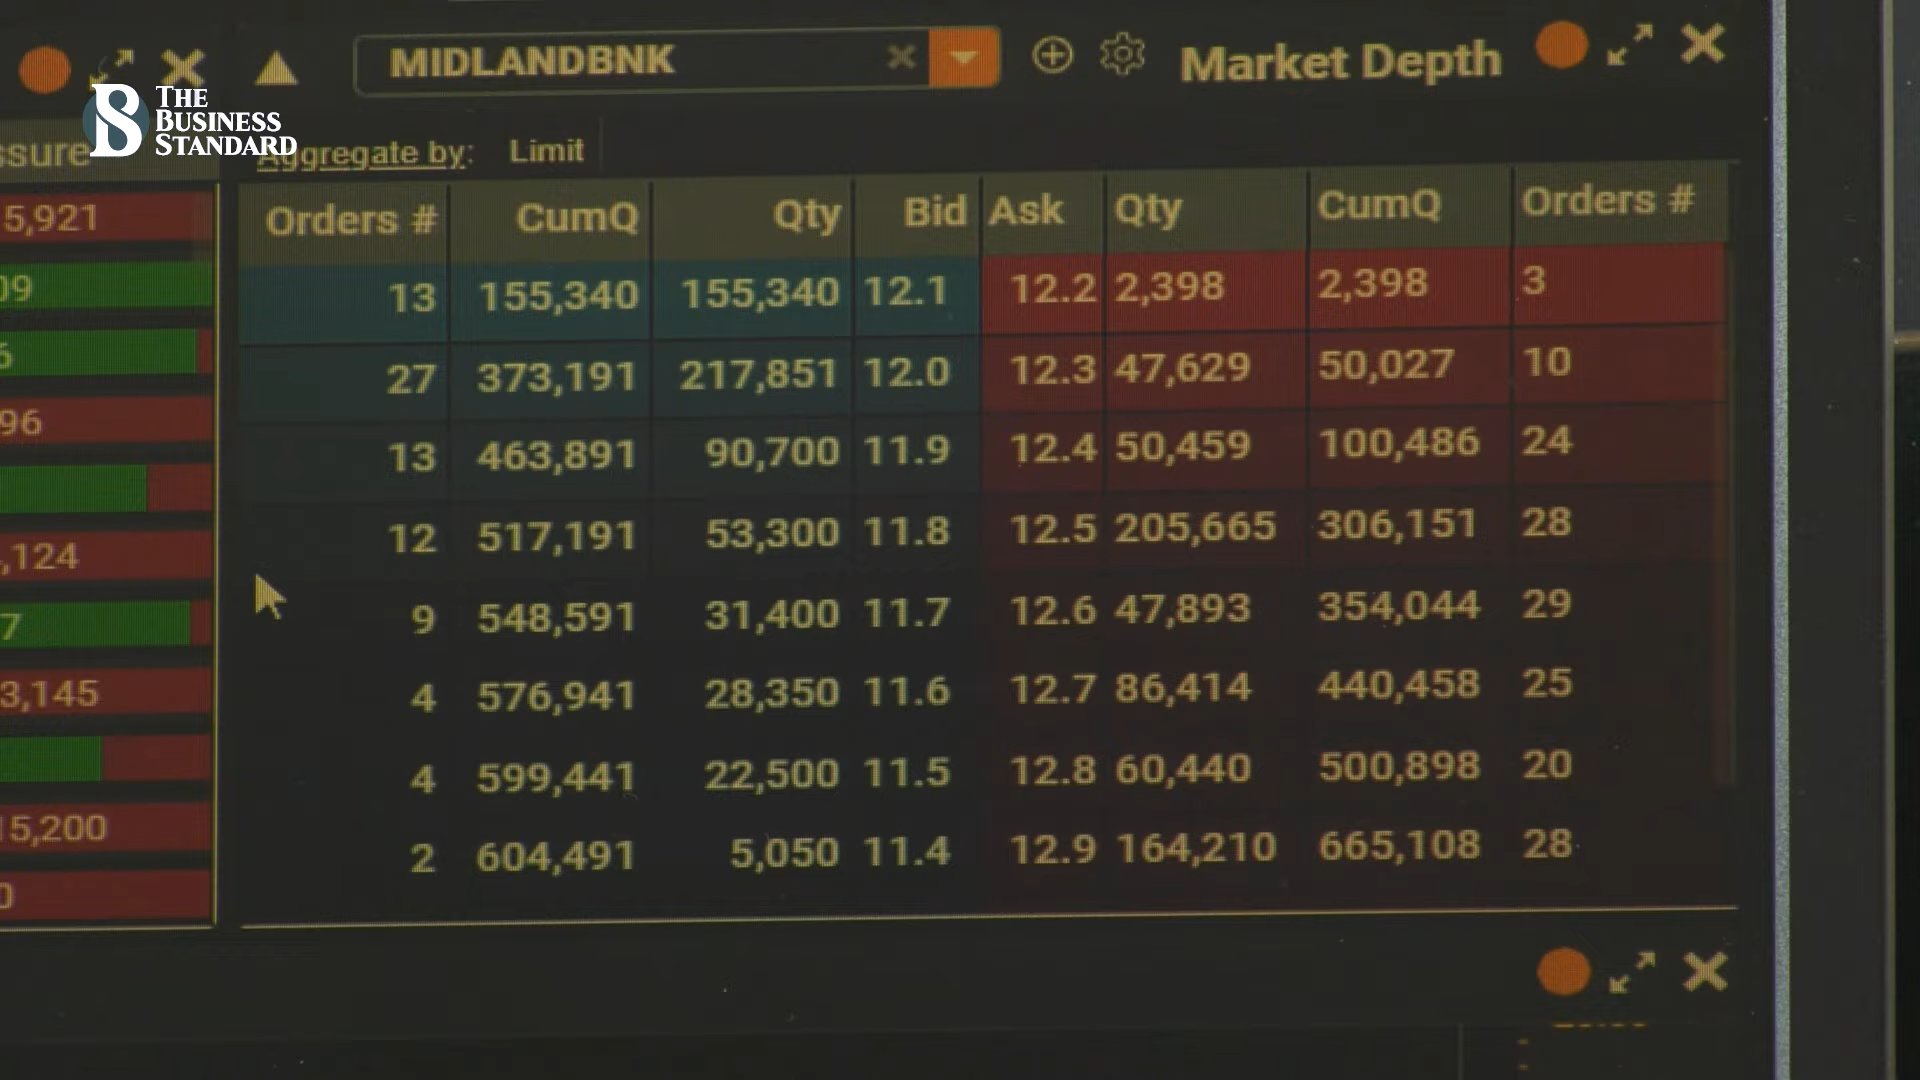 MIDLANDBNK
Market Depth
THE
BUSINESS
STANDARD
Aggregate by: Limit
Orders # CumQ Qty Bid Ask Qty CumQ Orders #
13 155,340 155,340 12.1 12.2 2,398 2,398 3
27 373,191 217,851 12.0 12.3 47,629 50,027 10
13 463,891 90,700 11.9 12.4 50,459 100,486 24
12 517,191 53,300 11.8 12.5 205,665 306,151 28
9 548,591 31,400 11.7 12.6 47,893 354,044 29
4 576,941 28,350 11.6 12.7 86,414 440,458 25
4 599,441 22,500 11.5 12.8 60,440 500,898 20
2 604,491 5,050 11.4 12.9 164,210 665,108 28
ssure
5,921
09
6
96
,124
7
3,145
15,200
0